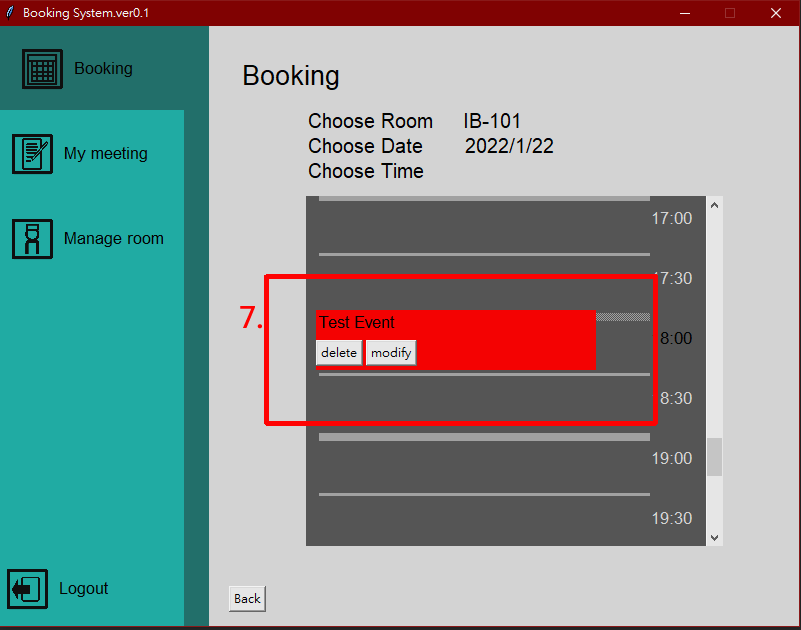 Booking System.ver0.1
Booking
My meeting
Manage room
Logout
Booking
Choose Room IB-101
Choose Date 2022/1/22
Choose Time
17:00
17:30
7.
Test Event
8:00
delete modify
8:30
19:00
19:30
Back